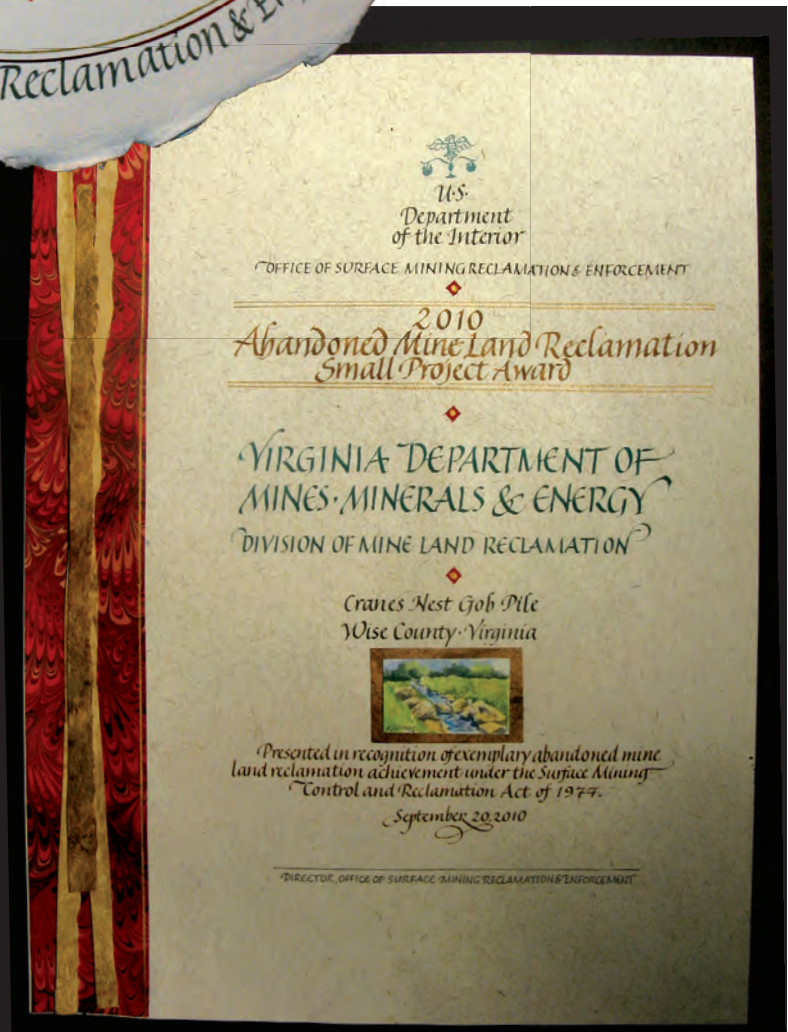 Reclamation & En
U.S.
Department
of the Interior
OFFICE OF SURFACE MINING RECLAMATION & ENFORCEMENT
2010
Abandoned Mine Land Reclamation
Small Project Award
VIRGINIA DEPARTMENT OF
MINES·MINERALS & ENERGY
DIVISION OF MINE LAND RECLAMATION
Cranes Nest Gob Pile
Wise County·Virginia
Presented in recognition of exemplary abandoned mine
land reclamation achievement under the Surface Mining
Control and Reclamation Act of 1977.
September 20, 2010
DIRECTOR, OFFICE OF SURFACE MINING RECLAMATION & ENFORCEMENT